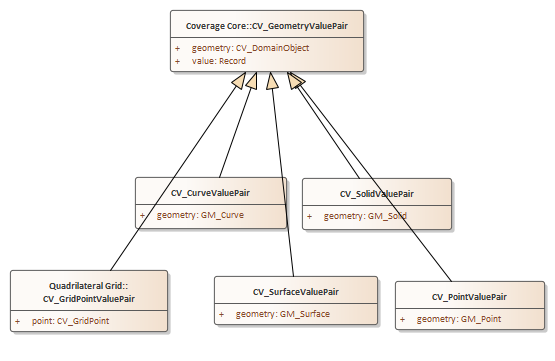 Coverage Core::CV_GeometryValuePair
+ geometry: CV_DomainObject
+ value: Record
CV_CurveValuePair
+ geometry: GM_Curve
CV_SolidValuePair
+ geometry: GM_Solid
Quadrilateral Grid::
CV_GridPointValuePair
+ point: CV_GridPoint
CV_SurfaceValuePair
+ geometry: GM_Surface
CV_PointValuePair
+ geometry: GM_Point